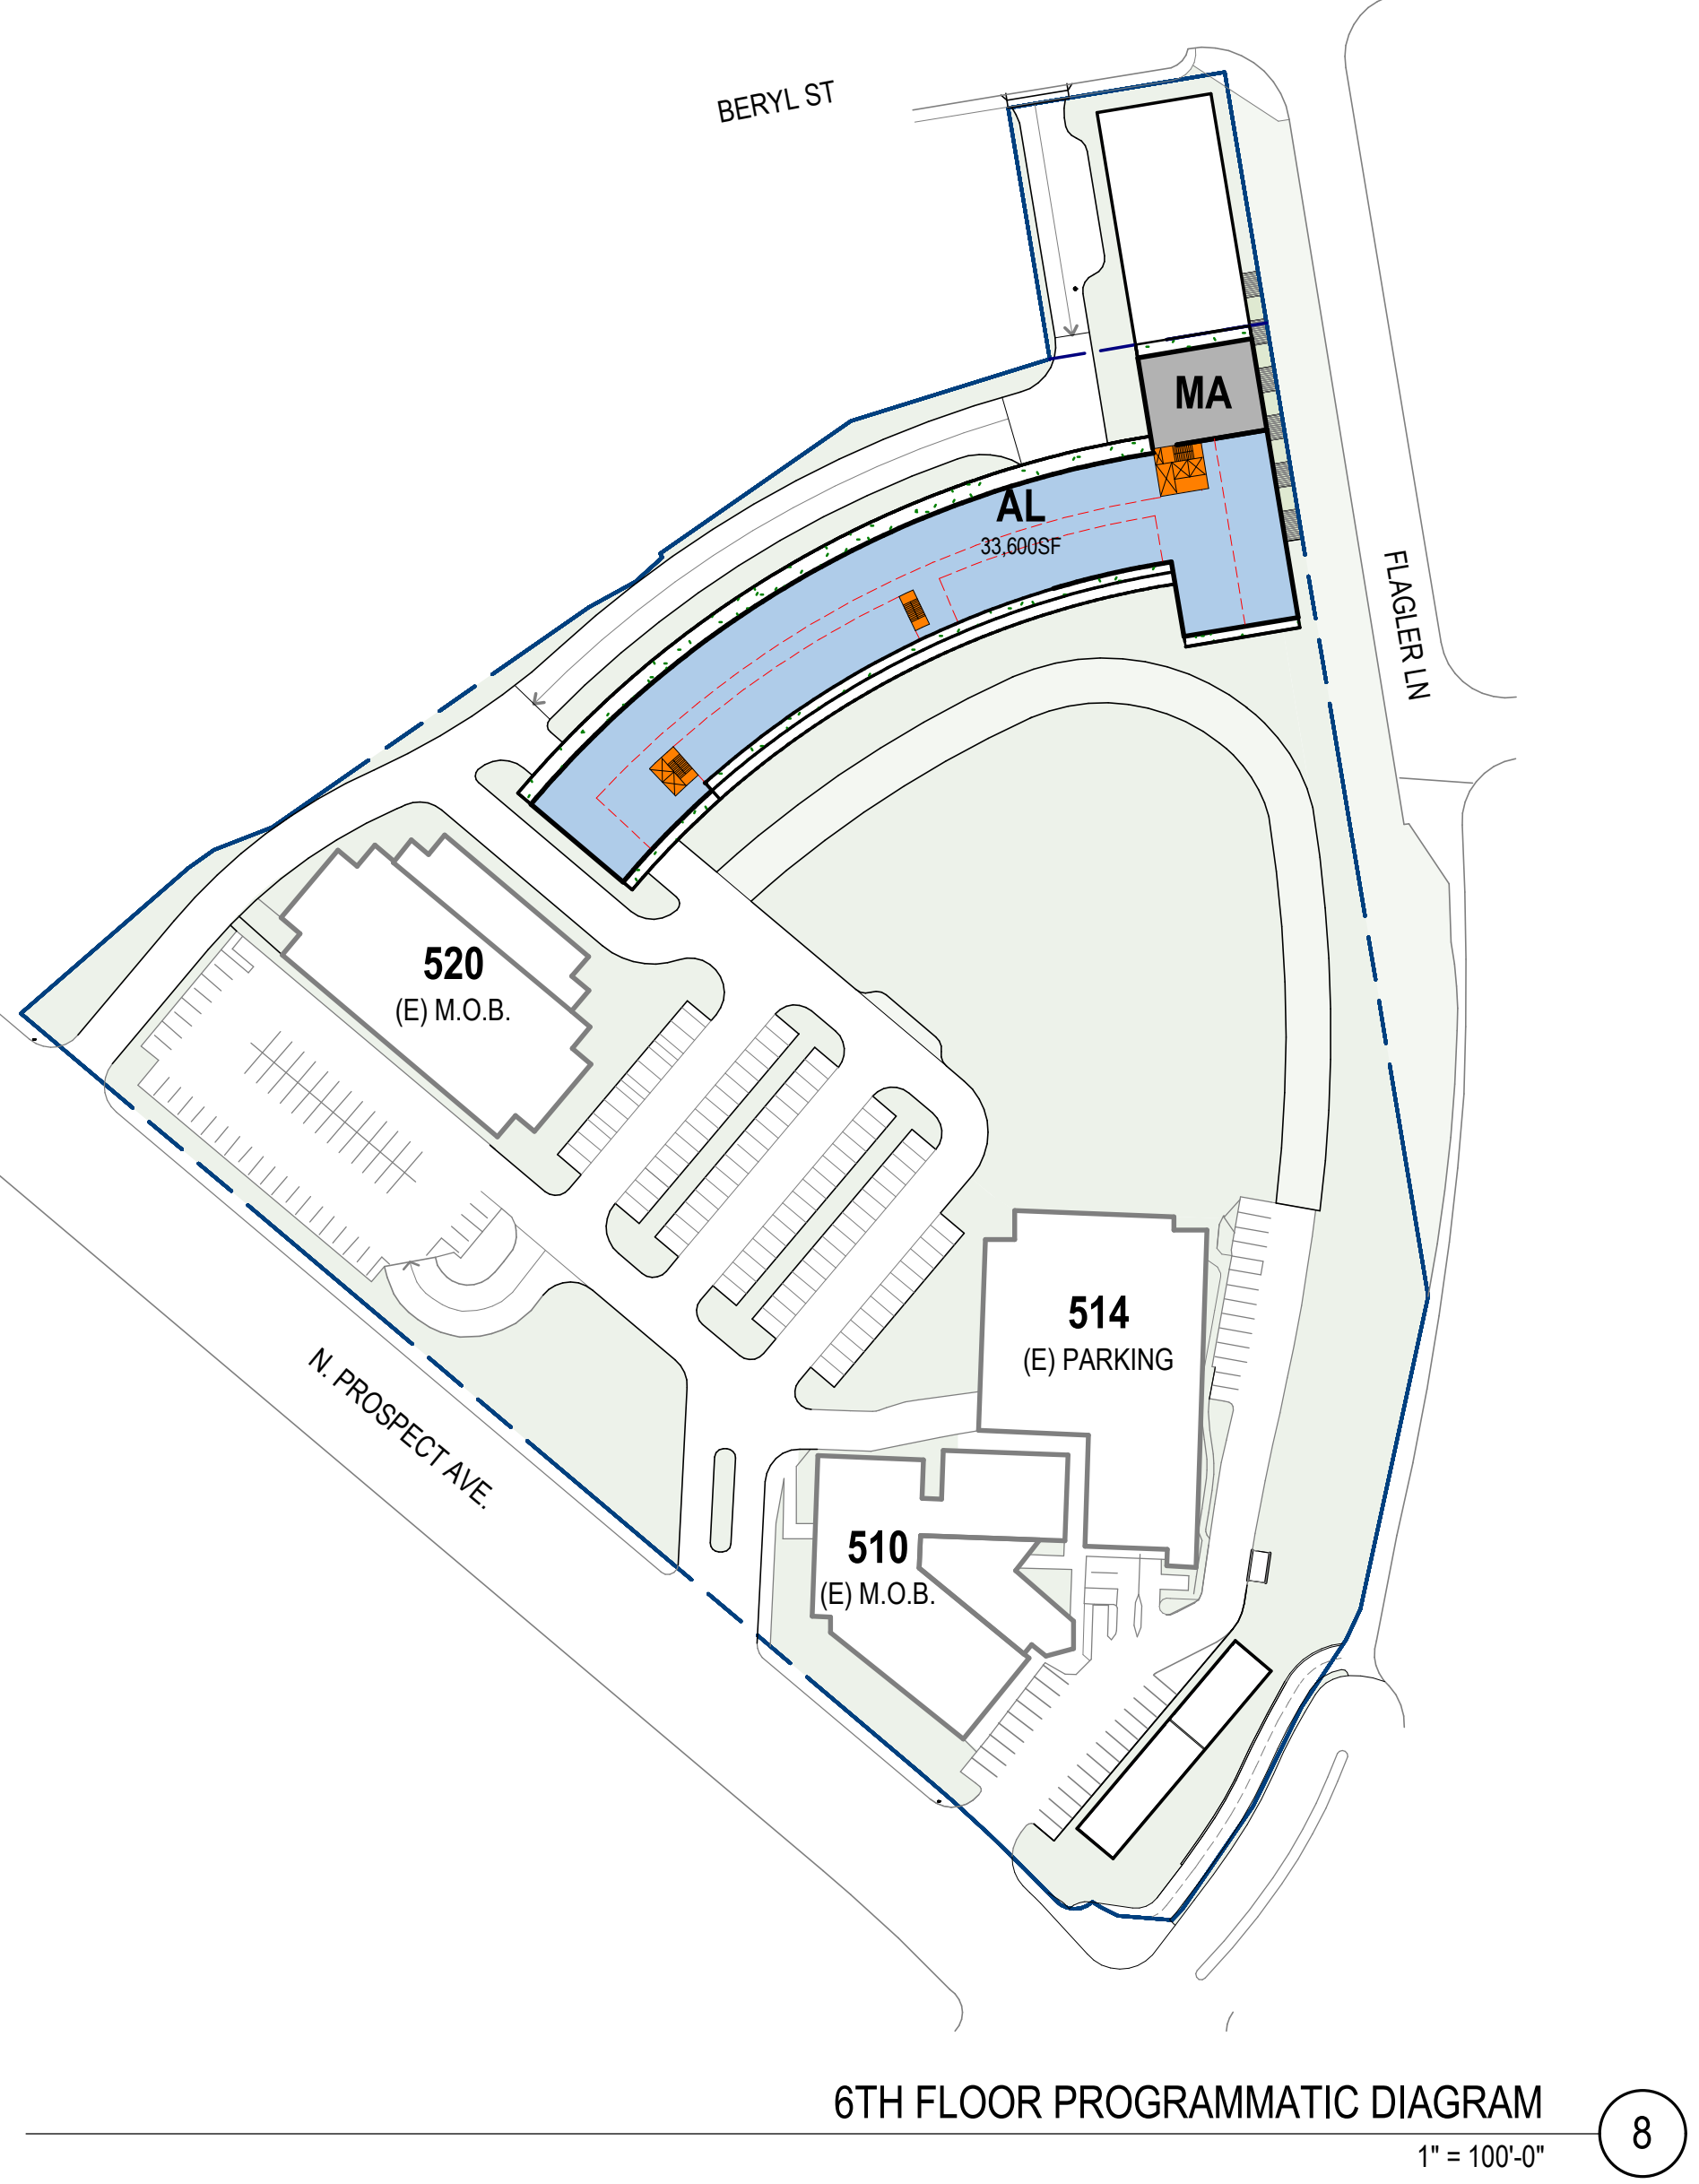 BERYL ST
MA
AL
33,600SF
FLAGLER LN
520
(E) M.O.B.
514
(E) PARKING
N. PROSPECT AVE.
510
(E) M.O.B.
6TH FLOOR PROGRAMMATIC DIAGRAM
8
1" = 100'-0"